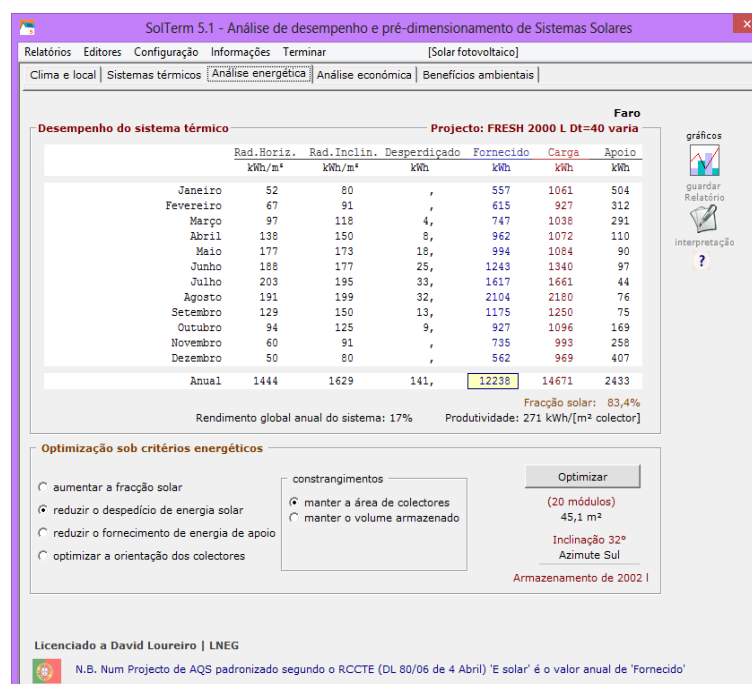 SolTerm 5.1 - Análise de desempenho e pré-dimensionamento de Sistemas Solares
Relatórios Editores Configuração Informações Terminar [Solar fotovoltaico]
Clima e local Sistemas térmicos Análise energética Análise económica Benefícios ambientais
Faro
Desempenho do sistema térmico Projecto: FRESH 2000 L Dt=40 varia
Rad.Horiz. Rad.Inclin. Desperdiçado Fornecido Carga Apoio
kWh/m² kWh/m² kWh kWh kWh kWh
Janeiro 52 80 , 557 1061 504
Fevereiro 67 91 , 615 927 312
Março 97 118 4, 747 1038 291
Abril 138 150 8, 962 1072 110
Maio 177 173 18, 994 1084 90
Junho 188 177 25, 1243 1340 97
Julho 203 195 33, 1617 1661 44
Agosto 191 199 32, 2104 2180 76
Setembro 129 150 13, 1175 1250 75
Outubro 94 125 9, 927 1096 169
Novembro 60 91 , 735 993 258
Dezembro 50 80 , 562 969 407
Anual 1444 1629 141, 12238 14671 2433
Fracção solar: 83,4%
Rendimento global anual do sistema: 17% Produtividade: 271 kWh/[m² colector]
gráficos
guardar
Relatório
interpretação
?
Optimização sob critérios energéticos
aumentar a fracção solar
reduzir o despedício de energia solar
reduzir o fornecimento de energia de apoio
optimizar a orientação dos colectores
constrangimentos
manter a área de colectores
manter o volume armazenado
Optimizar
(20 módulos)
45,1 m²
Inclinação 32º
Azimute Sul
Armazenamento de 2002 l
Licenciado a David Loureiro | LNEG
N.B. Num Projecto de AQS padronizado segundo o RCCTE (DL 80/06 de 4 Abril) 'E solar' é o valor anual de 'Fornecido'